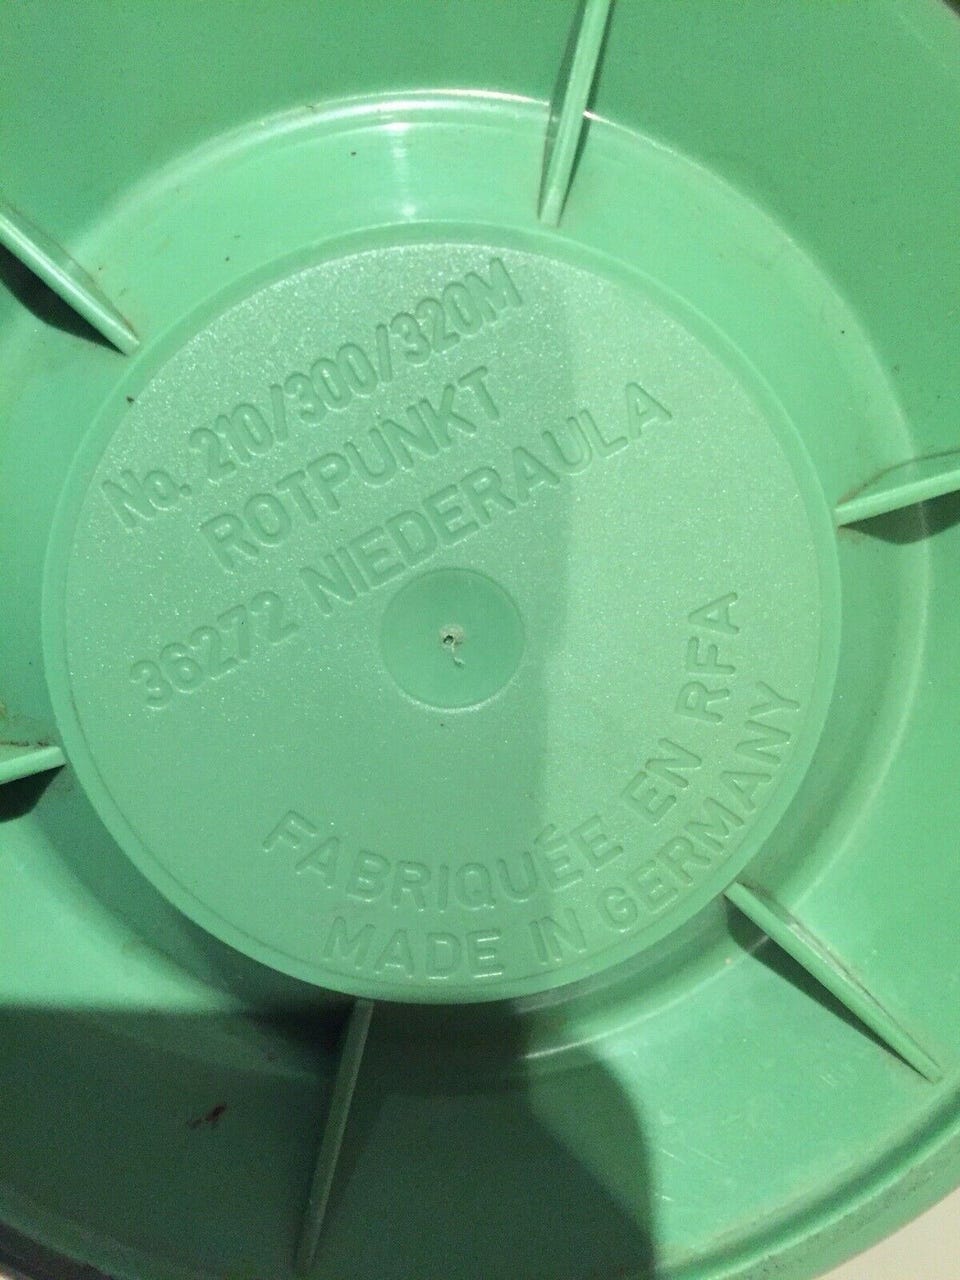 No. 210/300/320M
ROTPUNKT
36272 NIEDERAULA
FABRIQUÉE EN RFA
MADE IN GERMANY